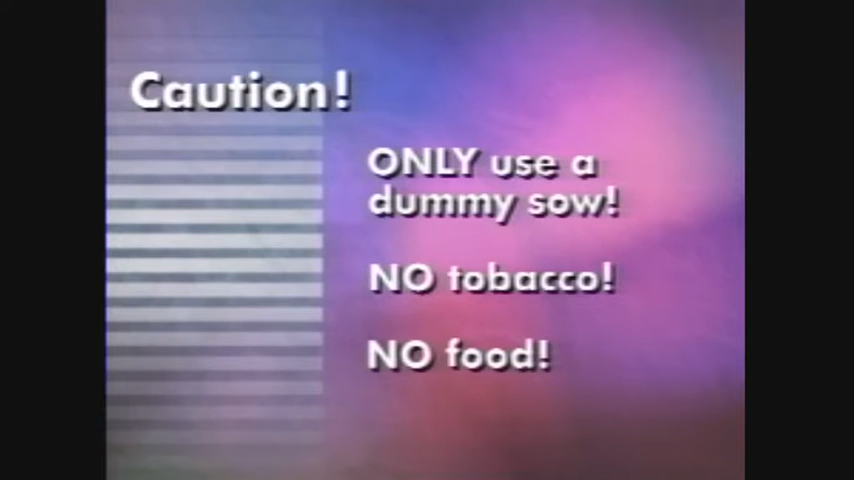 Caution!
ONLY use a
dummy sow!
NO tobacco!
NO food!